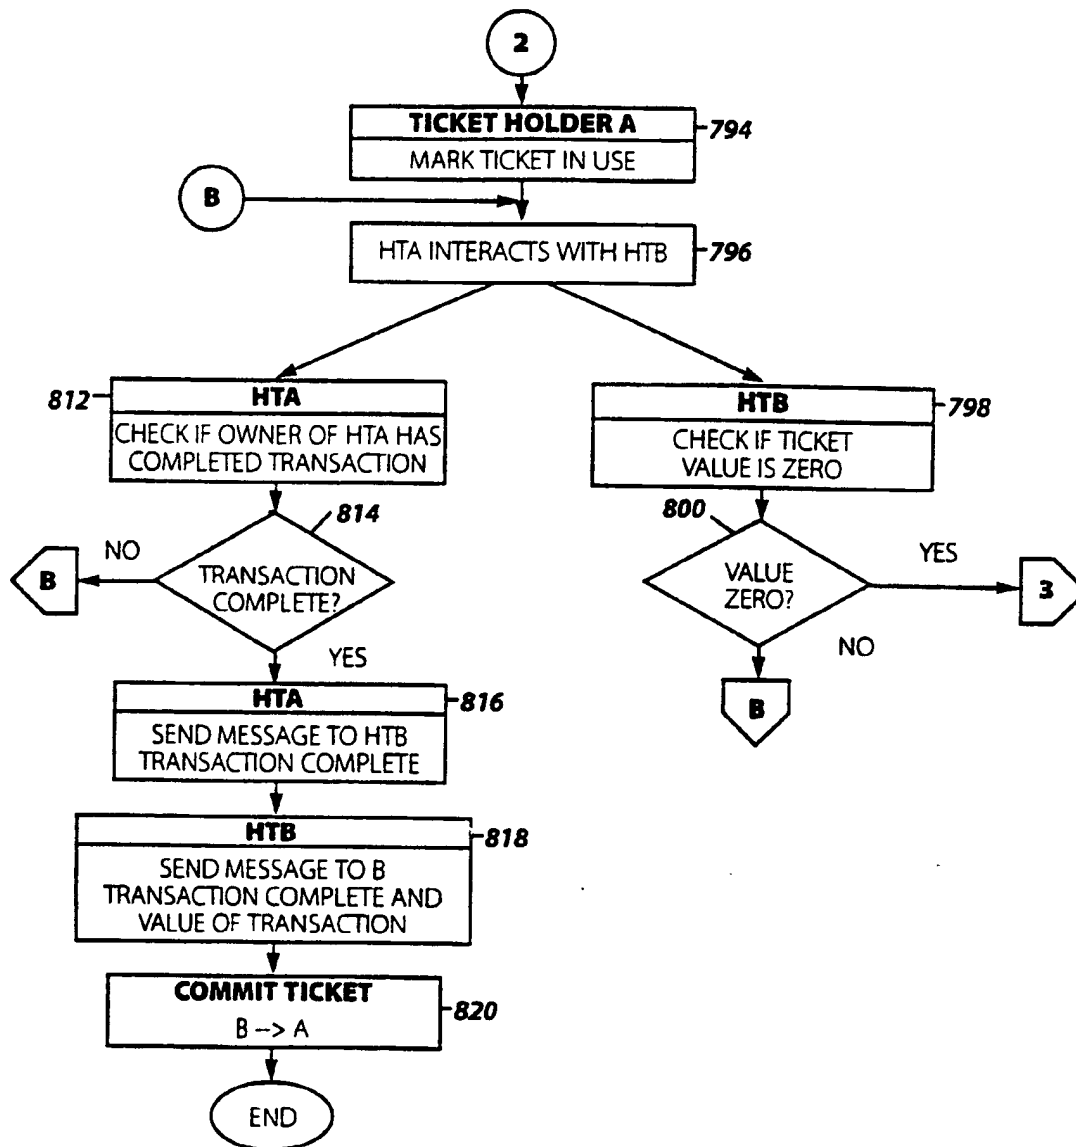 2
TICKET HOLDER A
794
MARK TICKET IN USE
B
HTA INTERACTS WITH HTB
796
812
HTA
CHECK IF OWNER OF HTA HAS
COMPLETED TRANSACTION
HTB
798
CHECK IF TICKET
VALUE IS ZERO
814
NO
B
TRANSACTION
COMPLETE?
YES
800
VALUE
ZERO?
YES
3
NO
B
HTA
816
SEND MESSAGE TO HTB
TRANSACTION COMPLETE
HTB
818
SEND MESSAGE TO B
TRANSACTION COMPLETE AND
VALUE OF TRANSACTION
COMMIT TICKET
820
B --> A
END